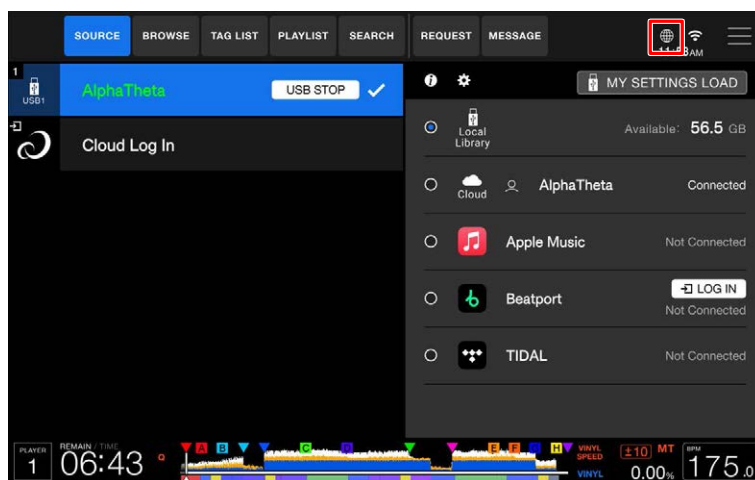 SOURCE BROWSE TAG LIST PLAYLIST SEARCH REQUEST MESSAGE
AM
1
USB1
AlphaTheta USB STOP
MY SETTINGS LOAD
Cloud Log In
Local Library Available: 56.5 GB
Cloud AlphaTheta Connected
Apple Music Not Connected
Beatport LOG IN
Not Connected
TIDAL Not Connected
PLAYER 1
REMAIN / TIME
06:43
A B C D E F G H
VINYL SPEED ±10 MT
VINYL 0.00%
BPM
175.0